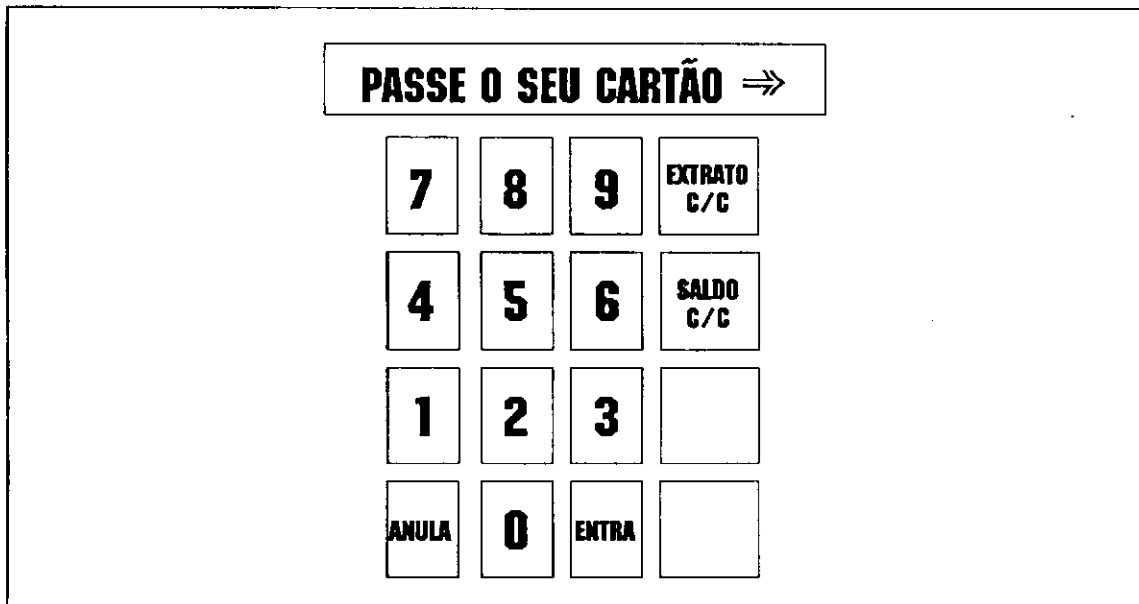 PASSE O SEU CARTÃO
7 8 9 EXTRATO C/C
4 5 6 SALDO C/C
1 2 3
ANULA 0 ENTRA